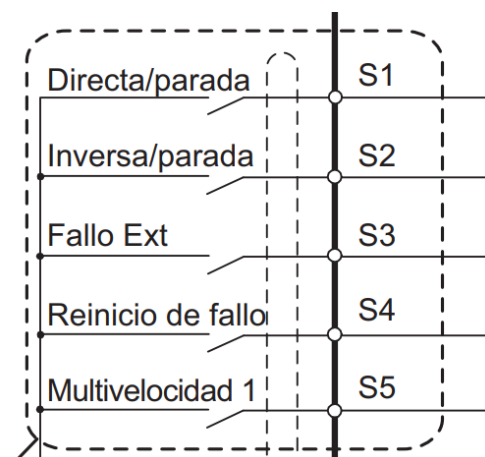 Directa/parada S1
Inversa/parada S2
Fallo Ext S3
Reinicio de fallo S4
Multivelocidad 1 S5